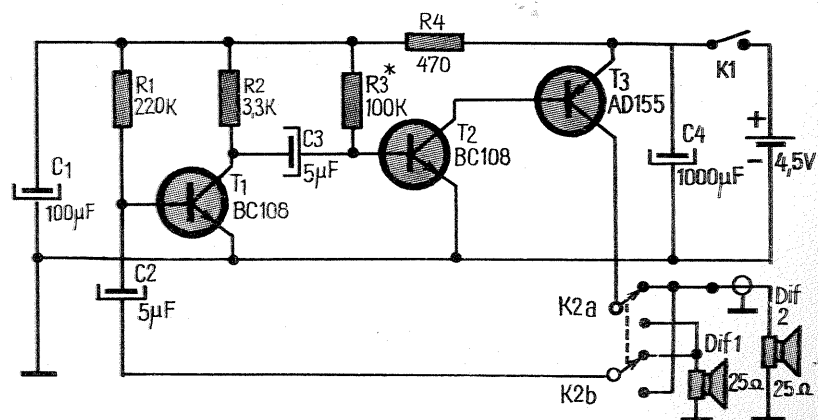 R4
470
K1
R1
220K
R2
3,3K
R3*
100K
T3
AD155
C3
5µF
T2
BC108
C4
1000µF
+
-
4,5V
C1
100µF
T1
BC108
C2
5µF
K2a
K2b
Dif 1
25Ω
Dif
2
25Ω